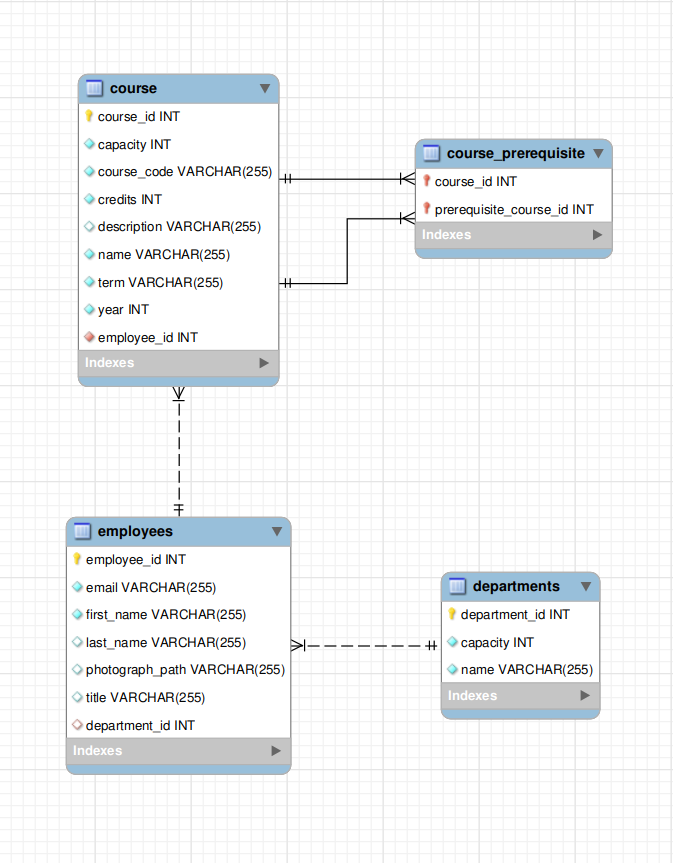 course
course_id INT
capacity INT
course_code VARCHAR(255)
credits INT
description VARCHAR(255)
name VARCHAR(255)
term VARCHAR(255)
year INT
employee_id INT
Indexes
course_prerequisite
course_id INT
prerequisite_course_id INT
Indexes
employees
employee_id INT
email VARCHAR(255)
first_name VARCHAR(255)
last_name VARCHAR(255)
photograph_path VARCHAR(255)
title VARCHAR(255)
department_id INT
Indexes
departments
department_id INT
capacity INT
name VARCHAR(255)
Indexes